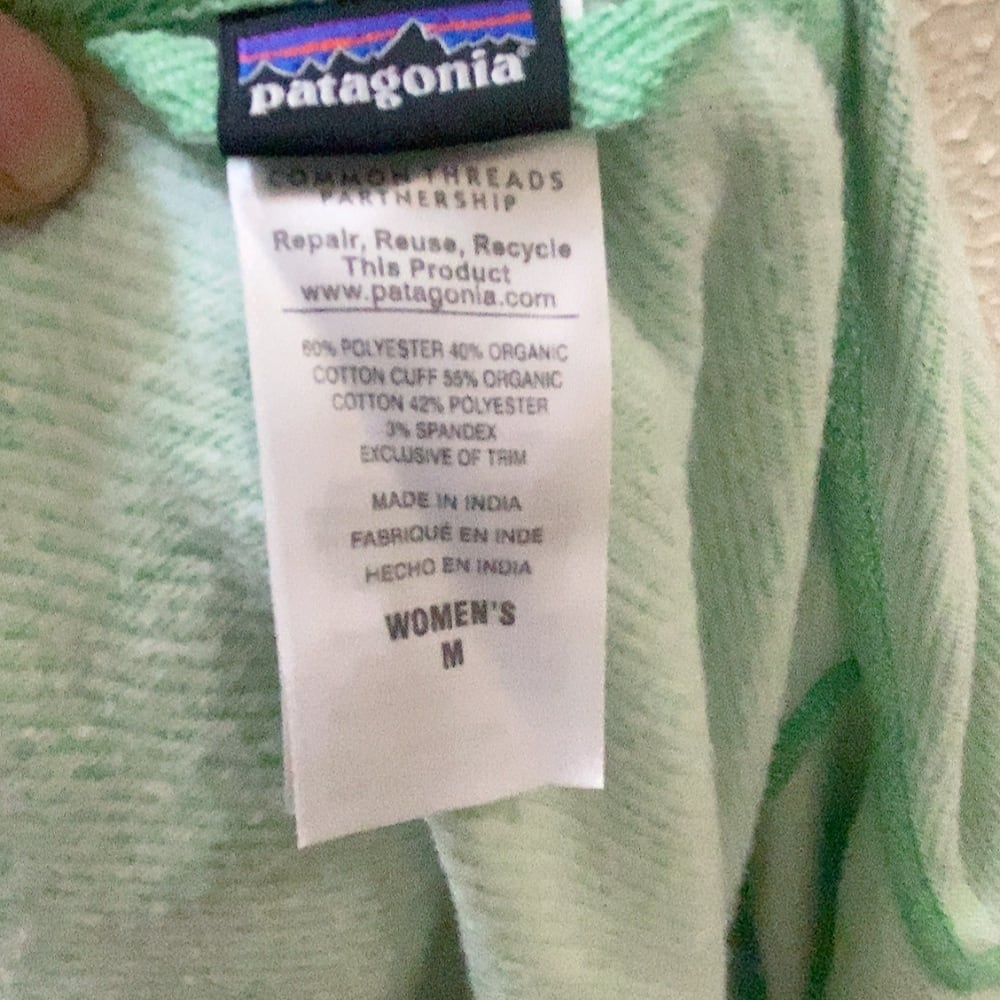 patagonia
COMMON THREADS
PARTNERSHIP
Repair, Reuse, Recycle
This Product
www.patagonia.com
60% POLYESTER 40% ORGANIC
COTTON CUFF 55% ORGANIC
COTTON 42% POLYESTER
3% SPANDEX
EXCLUSIVE OF TRIM
MADE IN INDIA
FABRIQUÉ EN INDE
HECHO EN INDIA
WOMEN'S
M